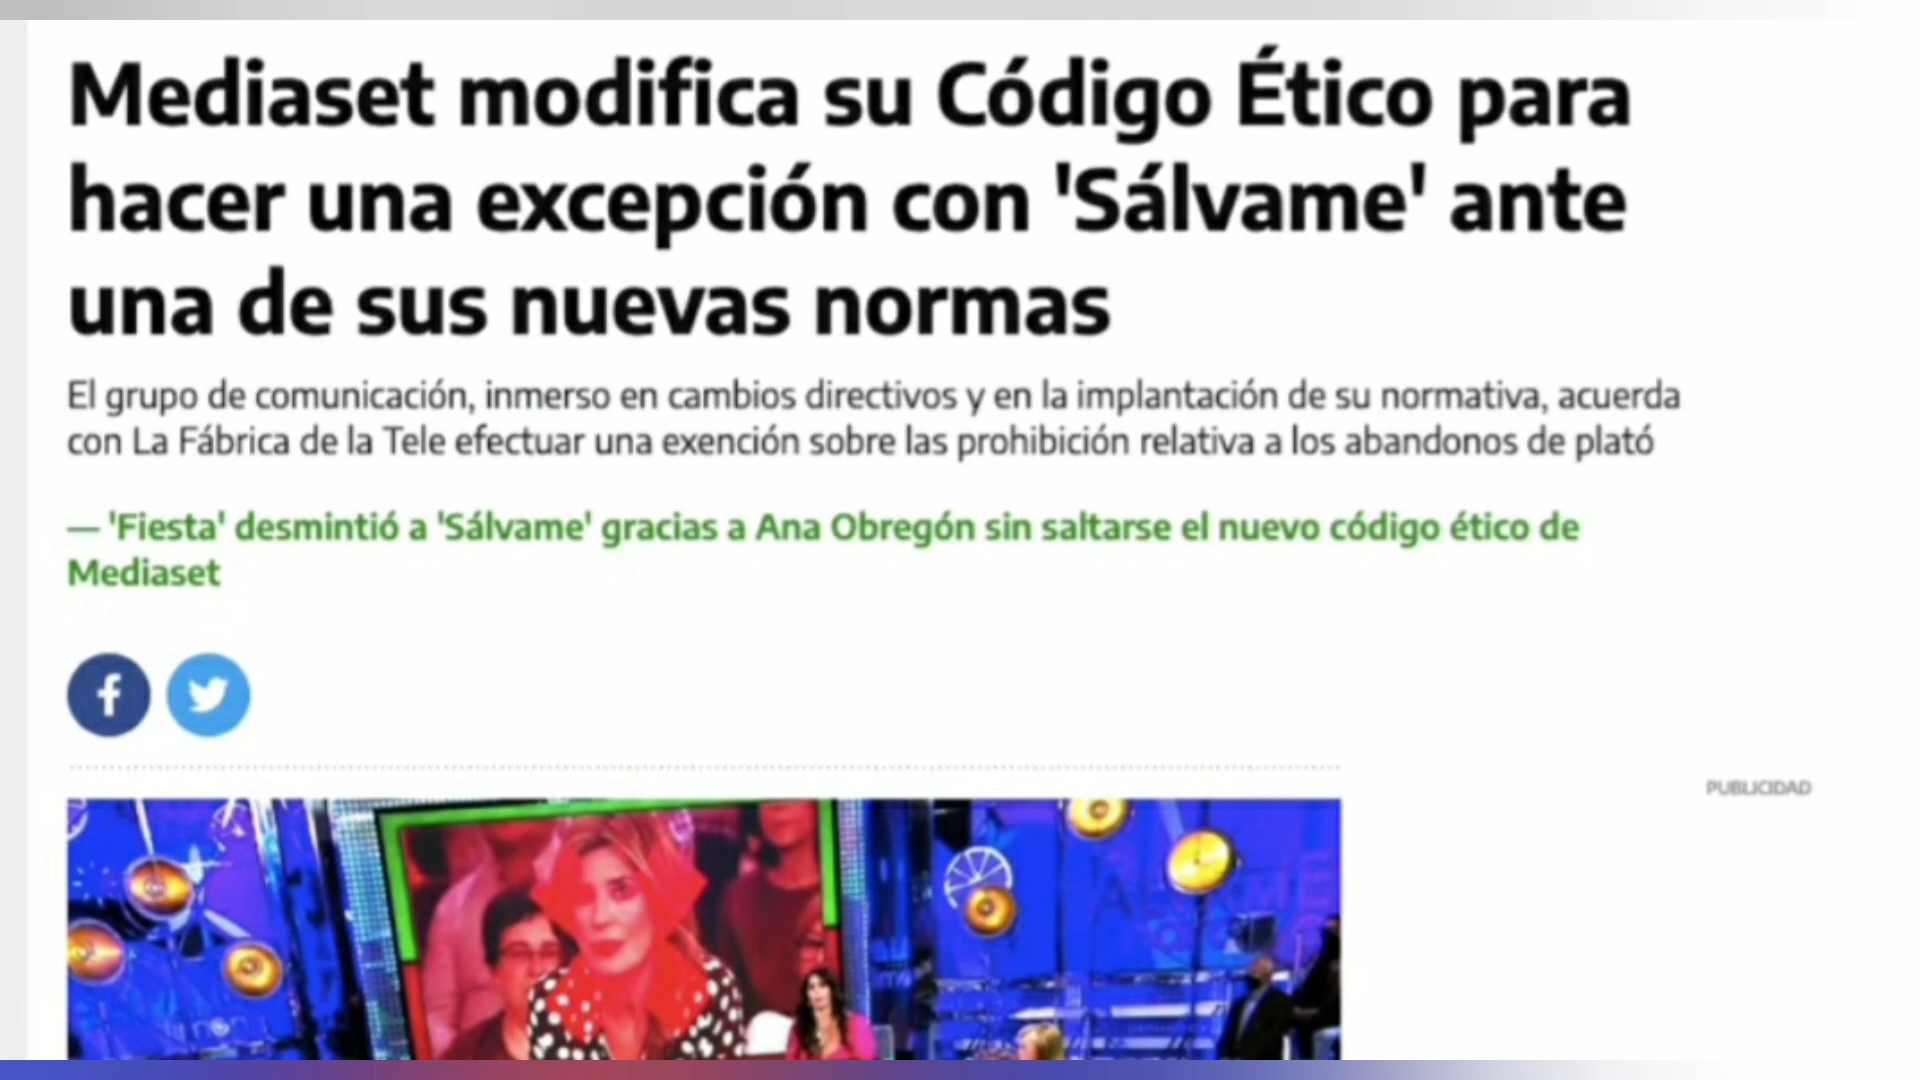 Mediaset modifica su Código Ético para
hacer una excepción con 'Sálvame' ante
una de sus nuevas normas
El grupo de comunicación, inmerso en cambios directivos y en la implantación de su normativa, acuerda
con La Fábrica de la Tele efectuar una exención sobre las prohibición relativa a los abandonos de plató
— 'Fiesta' desmintió a 'Sálvame' gracias a Ana Obregón sin saltarse el nuevo código ético de
Mediaset
PUBLICIDAD